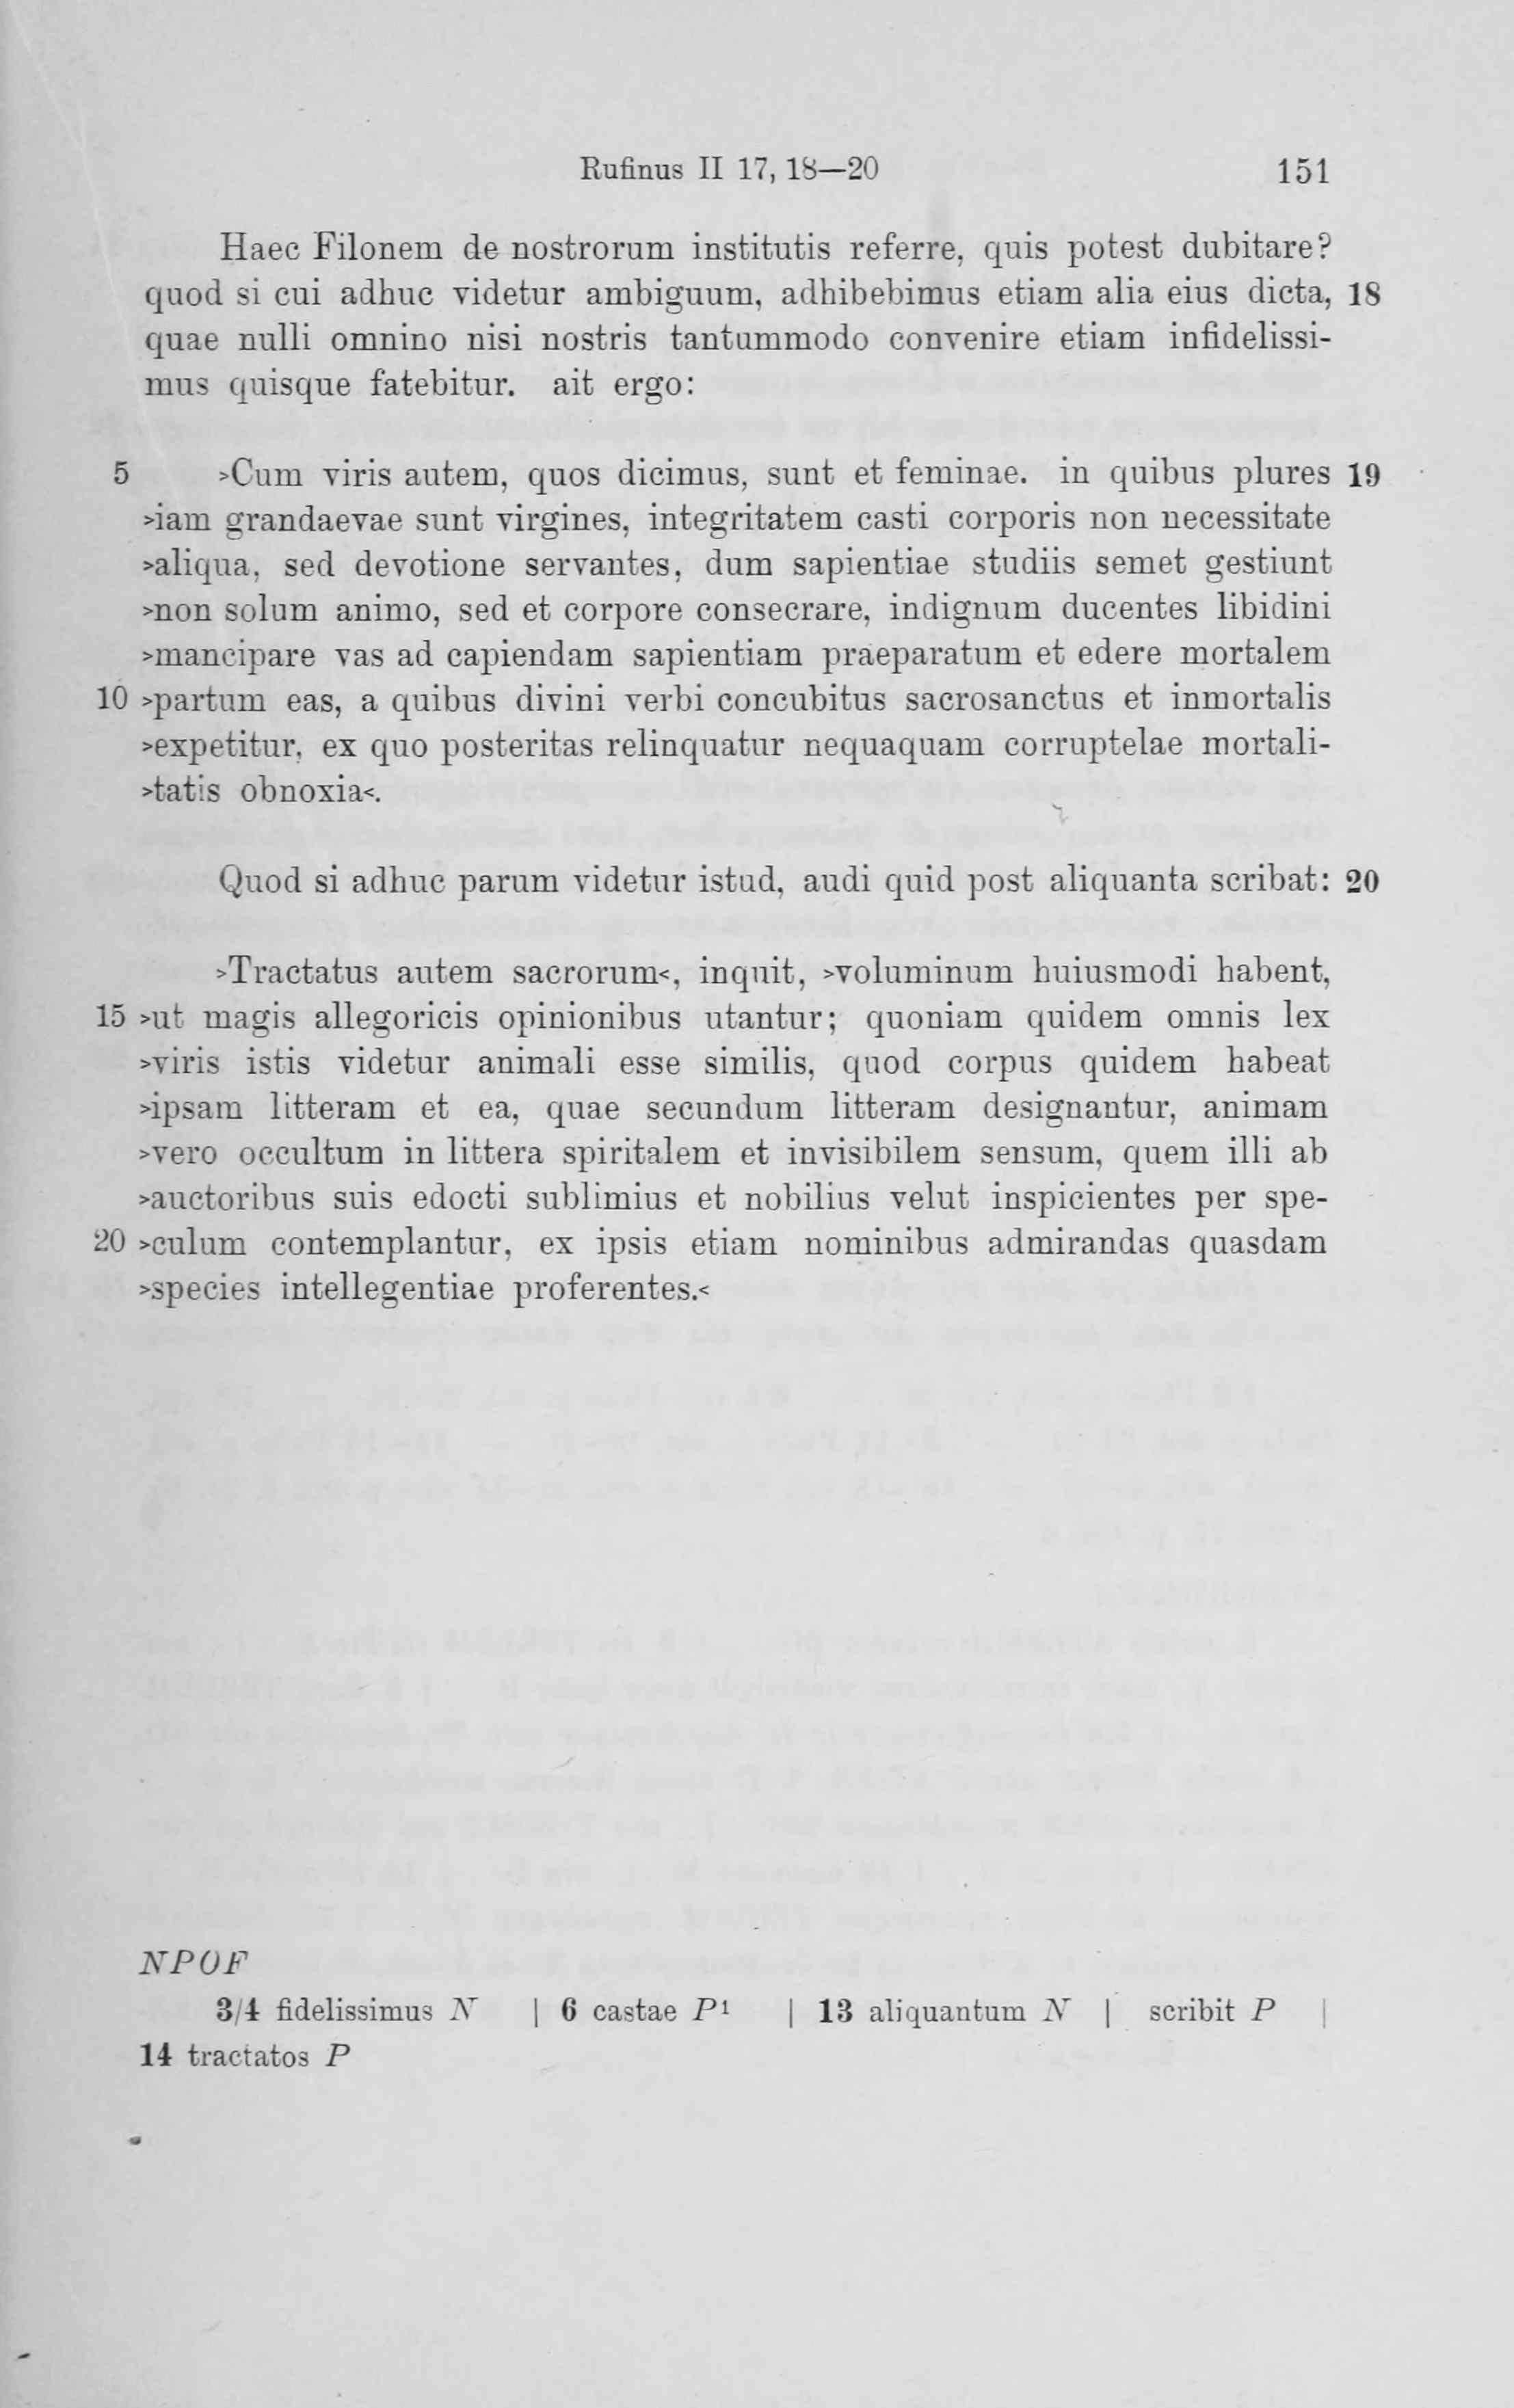 Rufinus II 17, 18—20 151
Haec Filonem de nostrorum institutis referre, quis potest dubitare?
quod si cui adhuc videtur ambiguum, adhibebimus etiam alia eius dicta, 18
quae nulli omnino nisi nostris tantummodo convenire etiam infidelissi-
mus quisque fatebitur. ait ergo:
5 >Cum viris autem, quos dicimus, sunt et feminae. in quibus plures 19
>iam grandaevae sunt virgines, integritatem casti corporis non necessitate
>aliqua, sed devotione servantes, dum sapientiae studiis semet gestiunt
>non solum animo, sed et corpore consecrare, indignum ducentes libidini
>mancipare vas ad capiendam sapientiam praeparatum et edere mortalem
10 >partum eas, a quibus divini verbi concubitus sacrosanctus et inmortalis
>expetitur, ex quo posteritas relinquatur nequaquam corruptelae mortali-
>tatis obnoxia<.
Quod si adhuc parum videtur istud, audi quid post aliquanta scribat: 20
>Tractatus autem sacrorum<, inquit, >voluminum huiusmodi habent,
15 >ut magis allegoricis opinionibus utantur; quoniam quidem omnis lex
>viris istis videtur animali esse similis, quod corpus quidem habeat
>ipsam litteram et ea, quae secundum litteram designantur, animam
>vero occultum in littera spiritalem et invisibilem sensum, quem illi ab
>auctoribus suis edocti sublimius et nobilius velut inspicientes per spe-
20 >culum contemplantur, ex ipsis etiam nominibus admirandas quasdam
>species intellegentiae proferentes.<
NPOF
3/4 fidelissimus N | 6 castae P¹ | 13 aliquantum N | scribit P |
14 tractatos P